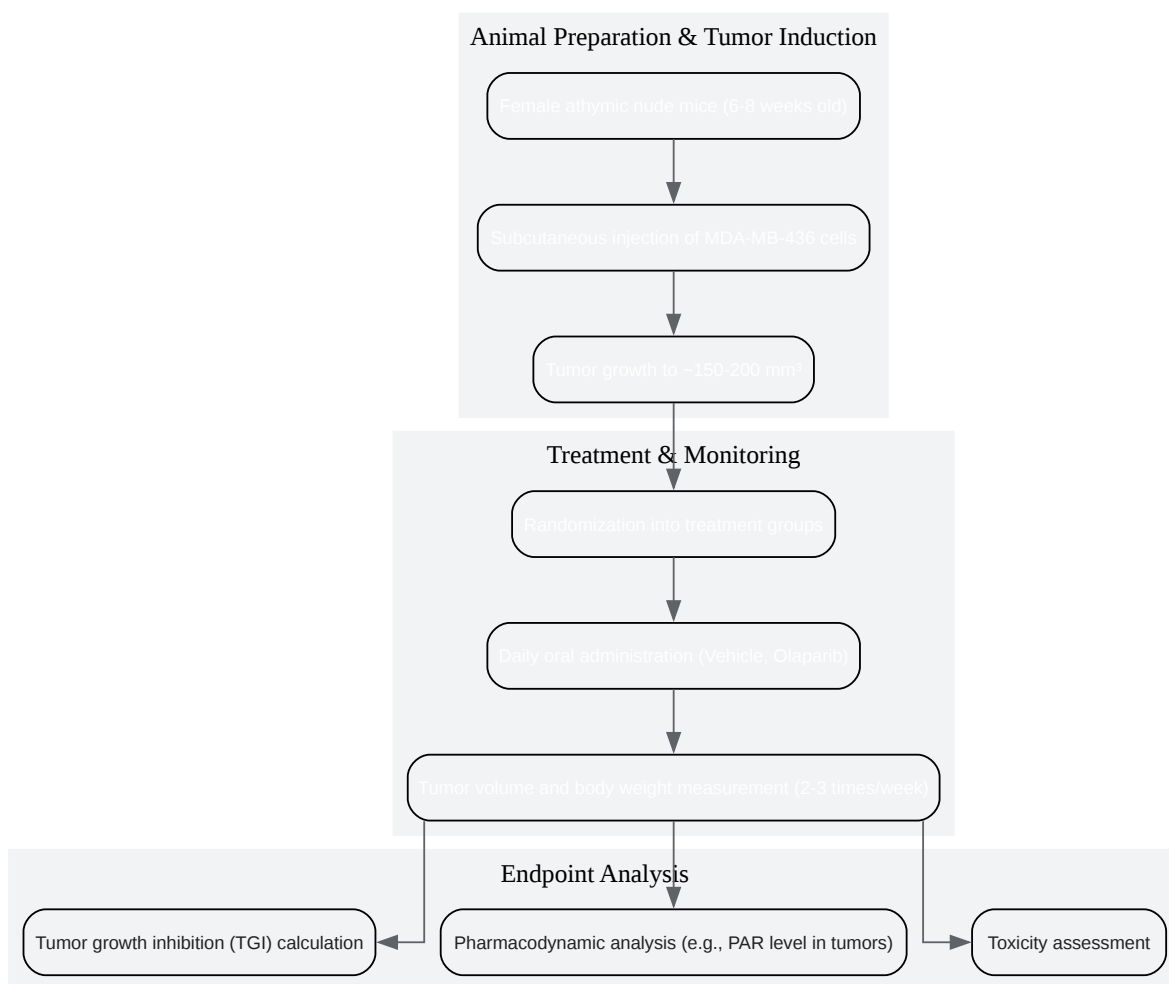 Animal Preparation & Tumor Induction
Female athymic nude mice (6-8 weeks old)
Subcutaneous injection of MDA-MB-436 cells
Tumor growth to ~150-200 mm³
Treatment & Monitoring
Randomization into treatment groups
Daily oral administration (Vehicle, Olaparib)
Tumor volume and body weight measurement (2-3 times/week)
Endpoint Analysis
Tumor growth inhibition (TGI) calculation
Pharmacodynamic analysis (e.g., PAR level in tumors)
Toxicity assessment